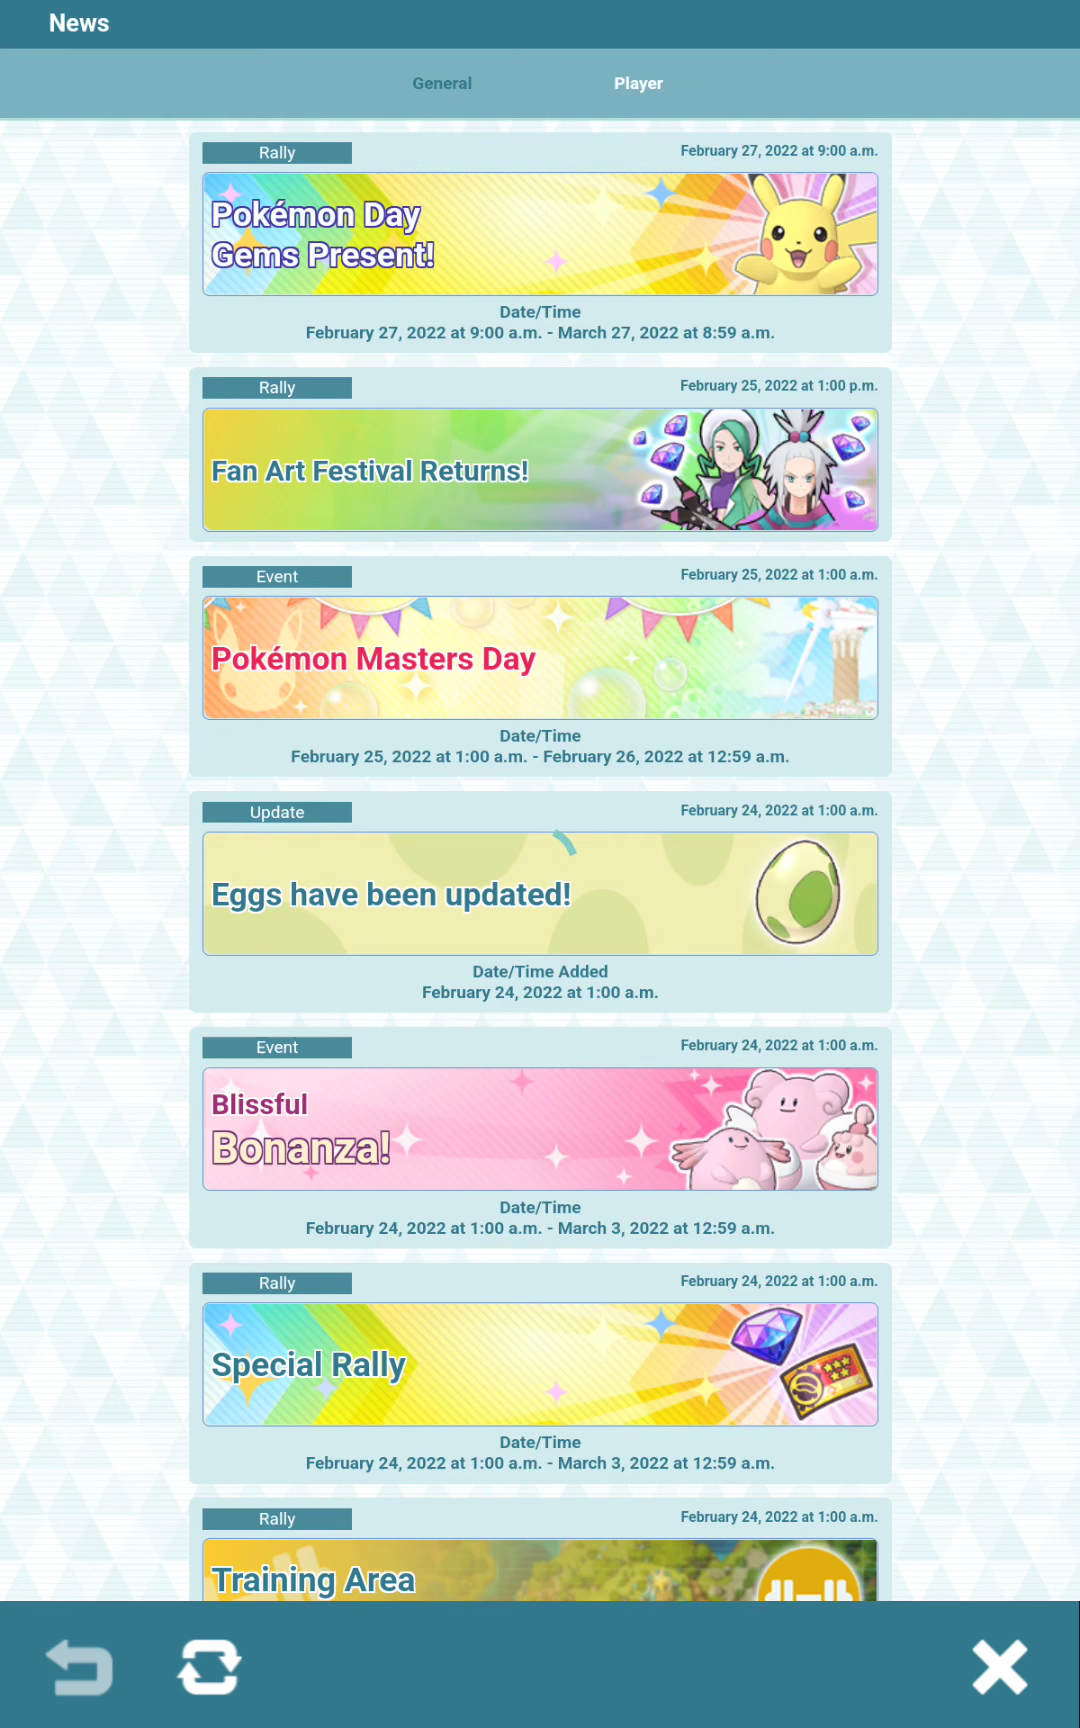 News
General
Player
Rally
February 27, 2022 at 9:00 a.m.
Pokémon Day
Gems Present!
Date/Time
February 27, 2022 at 9:00 a.m. - March 27, 2022 at 8:59 a.m.
Rally
February 25, 2022 at 1:00 p.m.
Fan Art Festival Returns!
Event
February 25, 2022 at 1:00 a.m.
Pokémon Masters Day
Date/Time
February 25, 2022 at 1:00 a.m. - February 26, 2022 at 12:59 a.m.
Update
February 24, 2022 at 1:00 a.m.
Eggs have been updated!
Date/Time Added
February 24, 2022 at 1:00 a.m.
Event
February 24, 2022 at 1:00 a.m.
Blissful
Bonanza!
Date/Time
February 24, 2022 at 1:00 a.m. - March 3, 2022 at 12:59 a.m.
Rally
February 24, 2022 at 1:00 a.m.
Special Rally
Date/Time
February 24, 2022 at 1:00 a.m. - March 3, 2022 at 12:59 a.m.
Rally
February 24, 2022 at 1:00 a.m.
Training Area